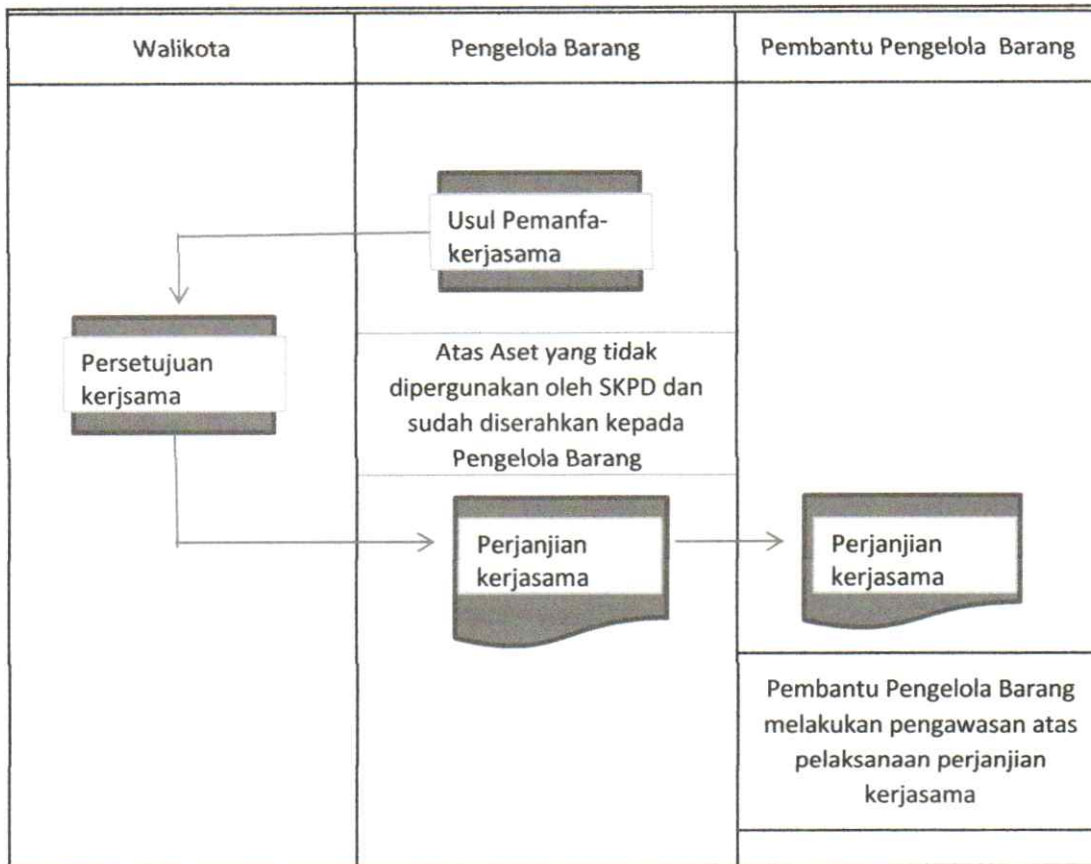 Walikota
Pengelola Barang
Pembantu Pengelola Barang
Usul Pemanfa-
kerjasama
Persetujuan
kerjsama
Atas Aset yang tidak
dipergunakan oleh SKPD dan
sudah diserahkan kepada
Pengelola Barang
Perjanjian
kerjasama
Perjanjian
kerjasama
Pembantu Pengelola Barang
melakukan pengawasan atas
pelaksanaan perjanjian
kerjasama